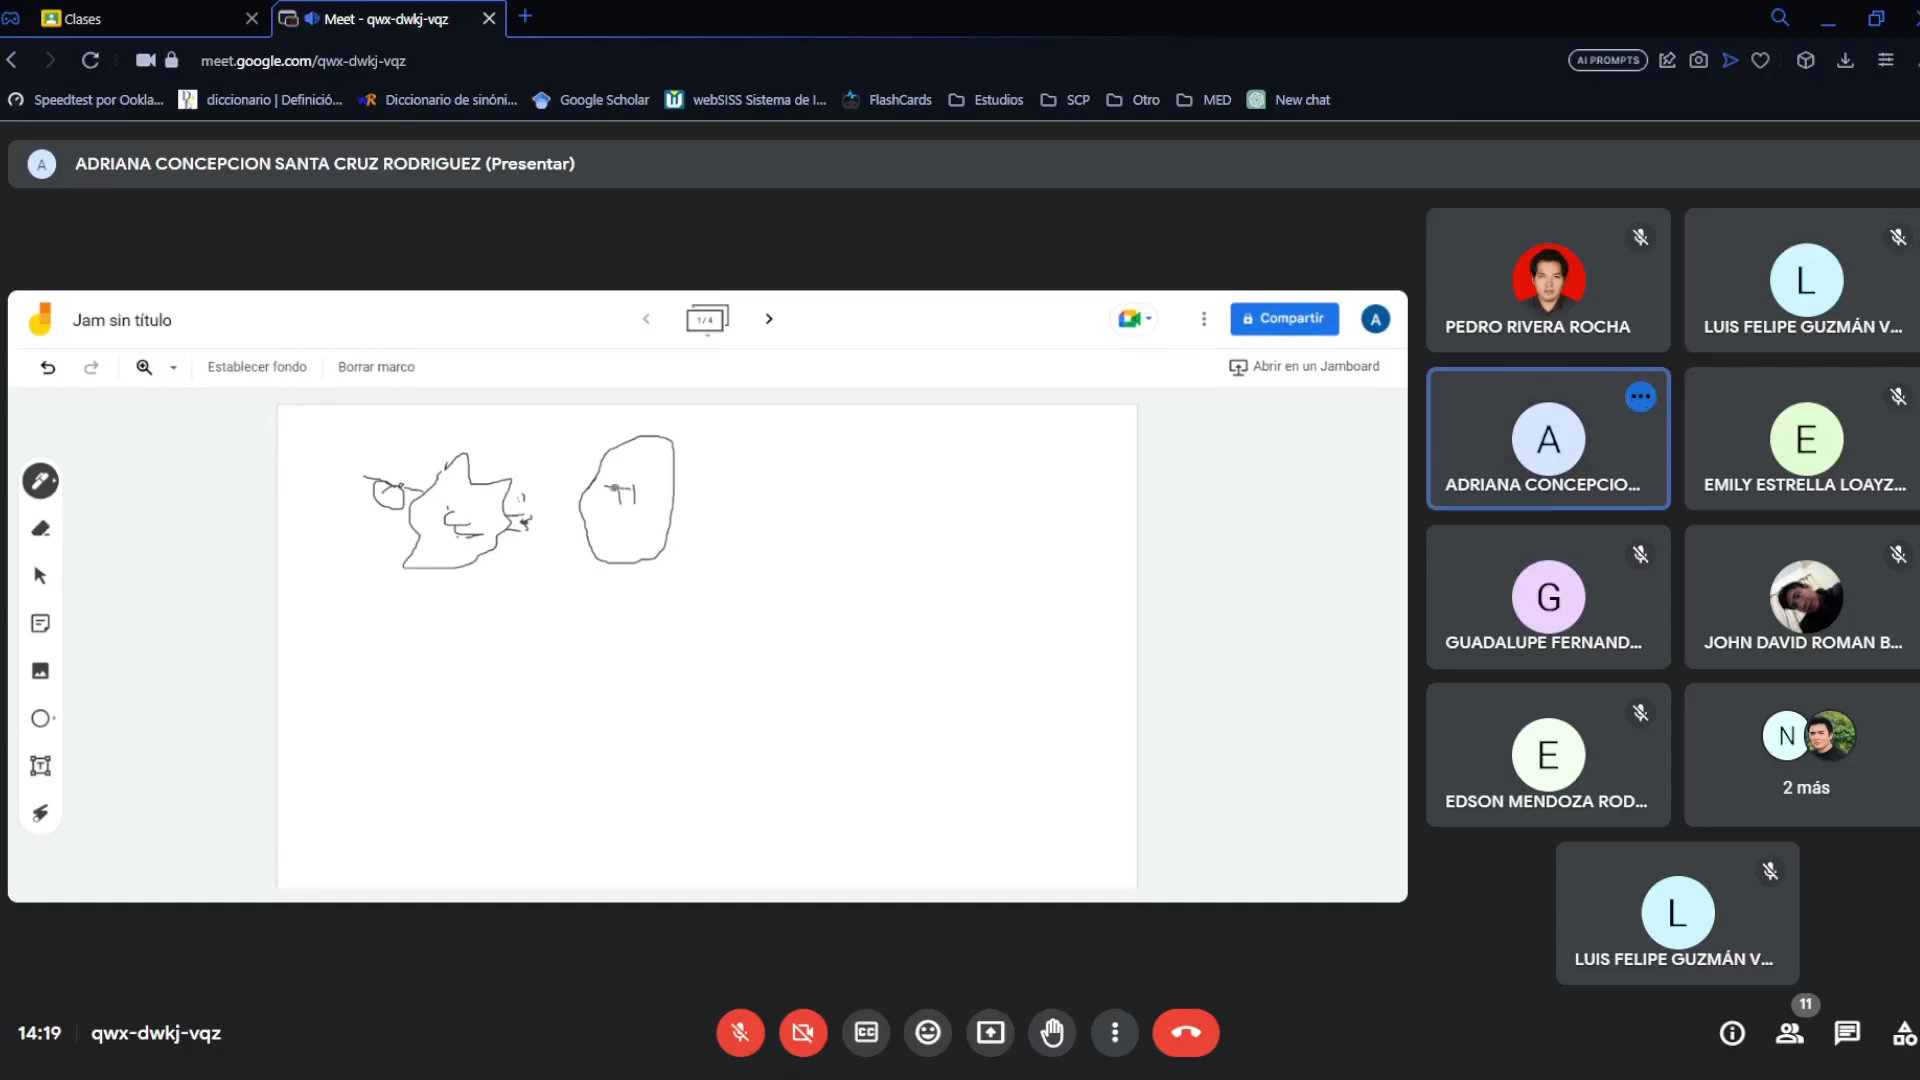 Clases
Meet - qwx-dwkj-vqz
meet.google.com/qwx-dwkj-vqz
AI PROMPTS
Speedtest por Ookla...
diccionario | Definició...
Diccionario de sinóni...
Google Scholar
webSISS Sistema de I...
FlashCards
Estudios
SCP
Otro
MED
New chat
A
ADRIANA CONCEPCION SANTA CRUZ RODRIGUEZ (Presentar)
Jam sin título
1/4
Compartir
A
Establecer fondo
Borrar marco
Abrir en un Jamboard
PEDRO RIVERA ROCHA
L
LUIS FELIPE GUZMÁN V...
A
ADRIANA CONCEPCIO...
E
EMILY ESTRELLA LOAYZ...
G
GUADALUPE FERNAND...
JOHN DAVID ROMAN B...
E
EDSON MENDOZA ROD...
N
2 más
L
LUIS FELIPE GUZMÁN V...
14:19
qwx-dwkj-vqz
CC
11